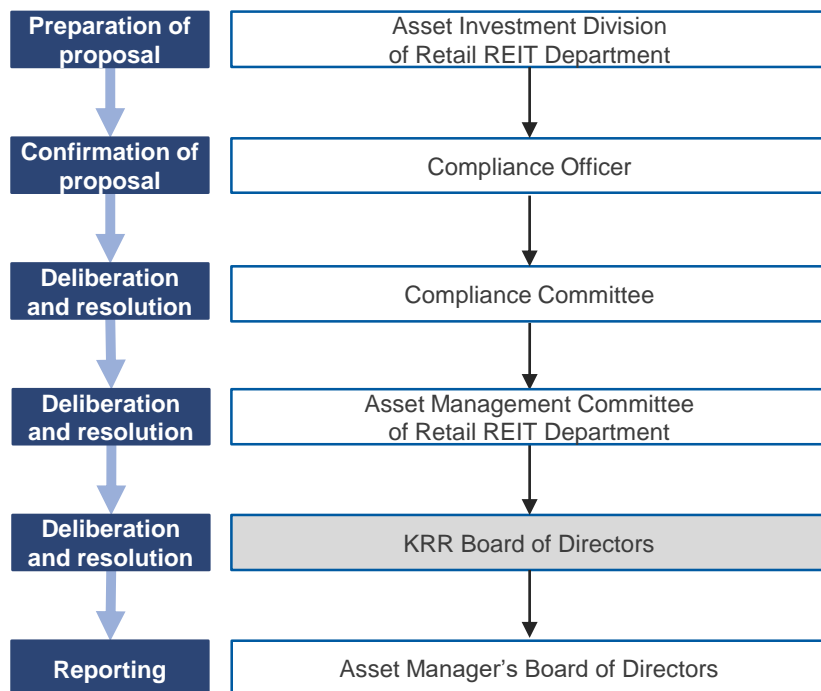 Preparation of
proposal
Asset Investment Division
of Retail REIT Department
Confirmation of
proposal
Compliance Officer
Deliberation
and resolution
Compliance Committee
Deliberation
and resolution
Asset Management Committee
of Retail REIT Department
Deliberation
and resolution
KRR Board of Directors
Reporting
Asset Manager’s Board of Directors